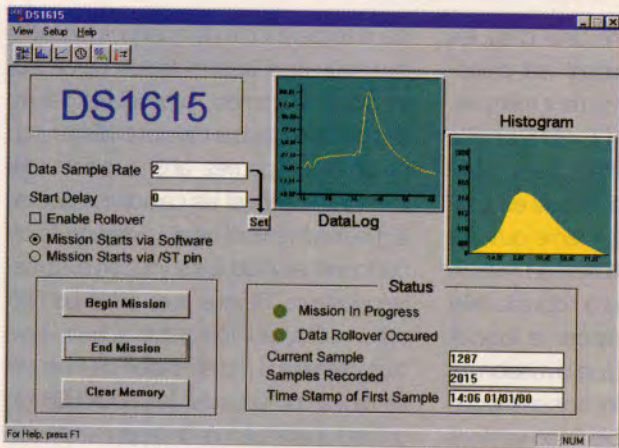 DS1615
View Setup Help
DS1615
Data Sample Rate 2
Start Delay 0
Set
Enable Rollover
Mission Starts via Software
Mission Starts via /ST pin
DataLog
Histogram
Begin Mission
End Mission
Clear Memory
Status
Mission In Progress
Data Rollover Occured
Current Sample 1287
Samples Recorded 2015
Time Stamp of First Sample 14:06 01/01/00
For Help, press F1
NUM